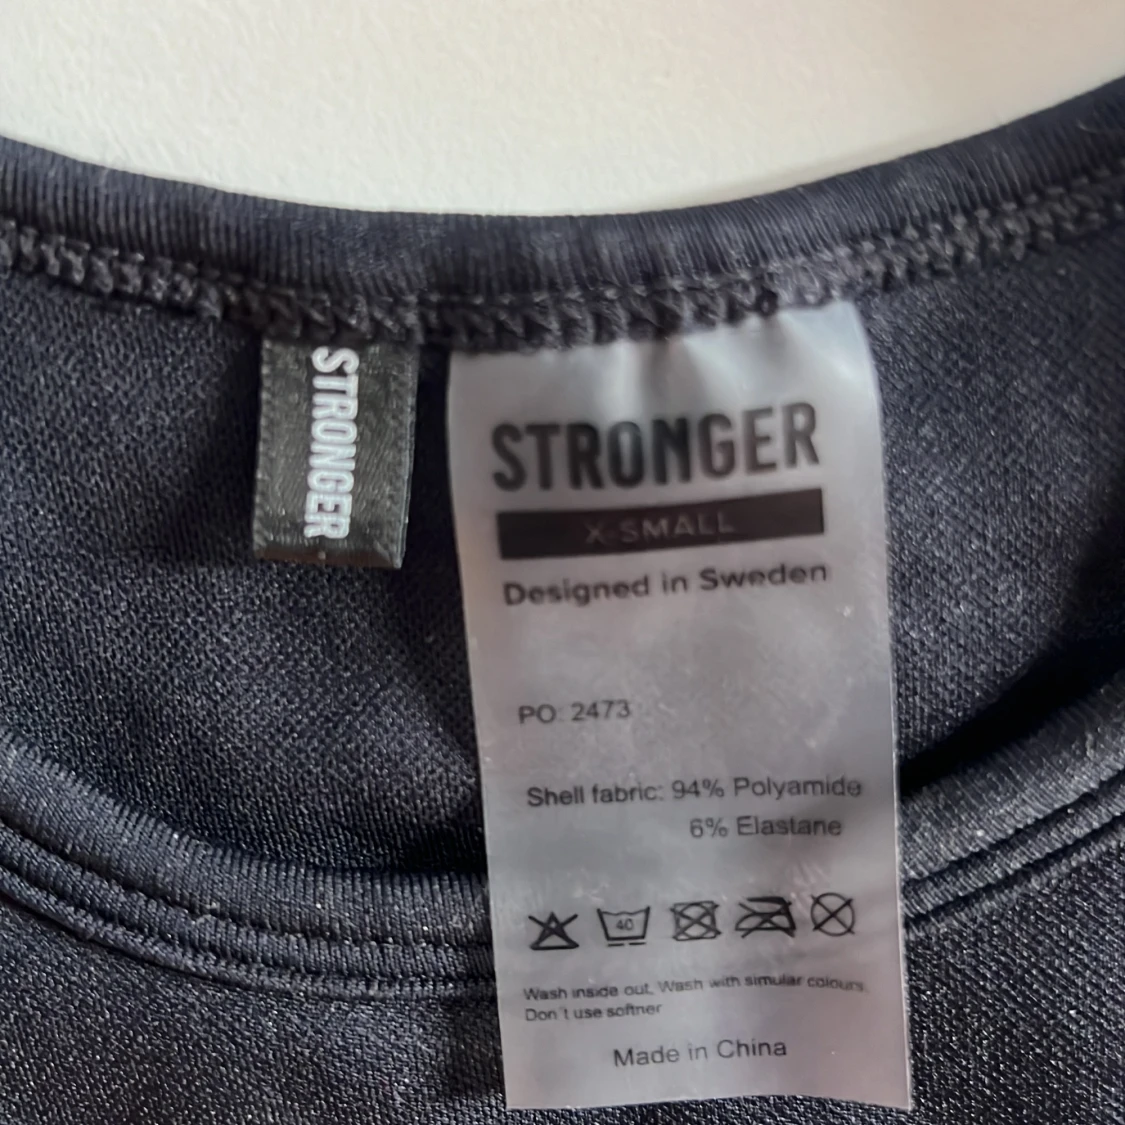 STRONGER
STRONGER
X-SMALL
Designed in Sweden
PO: 2473
Shell fabric: 94% Polyamide
6% Elastane
40
Wash inside out, Wash with simular colours.
Don´t use softner
Made in China